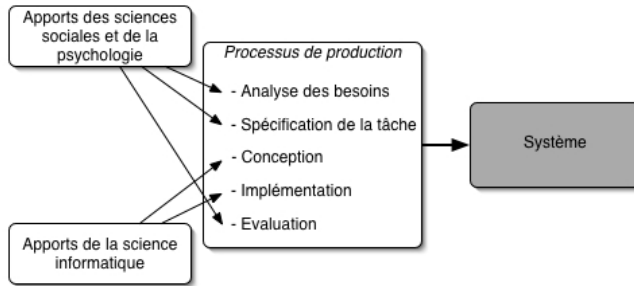 Apports des sciences
sociales et de la
psychologie
Processus de production
- Analyse des besoins
- Spécification de la tâche
- Conception
- Implémentation
- Evaluation
Système
Apports de la science
informatique